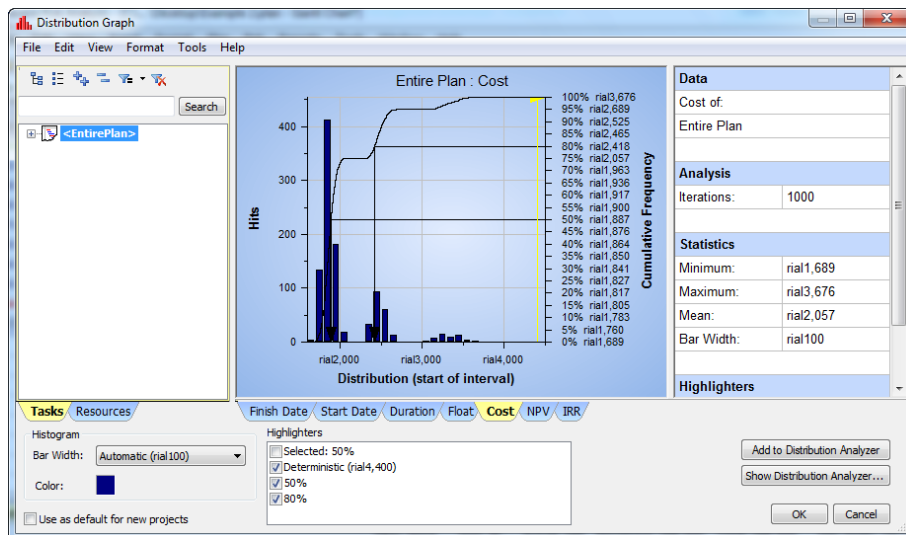 Distribution Graph
File Edit View Format Tools Help
Search
<EntirePlan>
Entire Plan : Cost
Hits
400
300
200
100
0
rial2,000 rial3,000 rial4,000
Distribution (start of interval)
100% rial3,676
95% rial2,689
90% rial2,525
85% rial2,465
80% rial2,418
75% rial2,057
70% rial1,963
65% rial1,936
60% rial1,917
55% rial1,900
50% rial1,887
45% rial1,876
40% rial1,864
35% rial1,850
30% rial1,841
25% rial1,827
20% rial1,817
15% rial1,805
10% rial1,783
5% rial1,760
0% rial1,689
Cumulative Frequency
Data
Cost of:
Entire Plan
Analysis
Iterations: 1000
Statistics
Minimum: rial1,689
Maximum: rial3,676
Mean: rial2,057
Bar Width: rial100
Highlighters
Tasks Resources
Finish Date Start Date Duration Float Cost NPV IRR
Histogram
Bar Width: Automatic (rial100)
Color:
Use as default for new projects
Highlighters
Selected: 50%
Deterministic (rial4,400)
50%
80%
Add to Distribution Analyzer
Show Distribution Analyzer...
OK Cancel